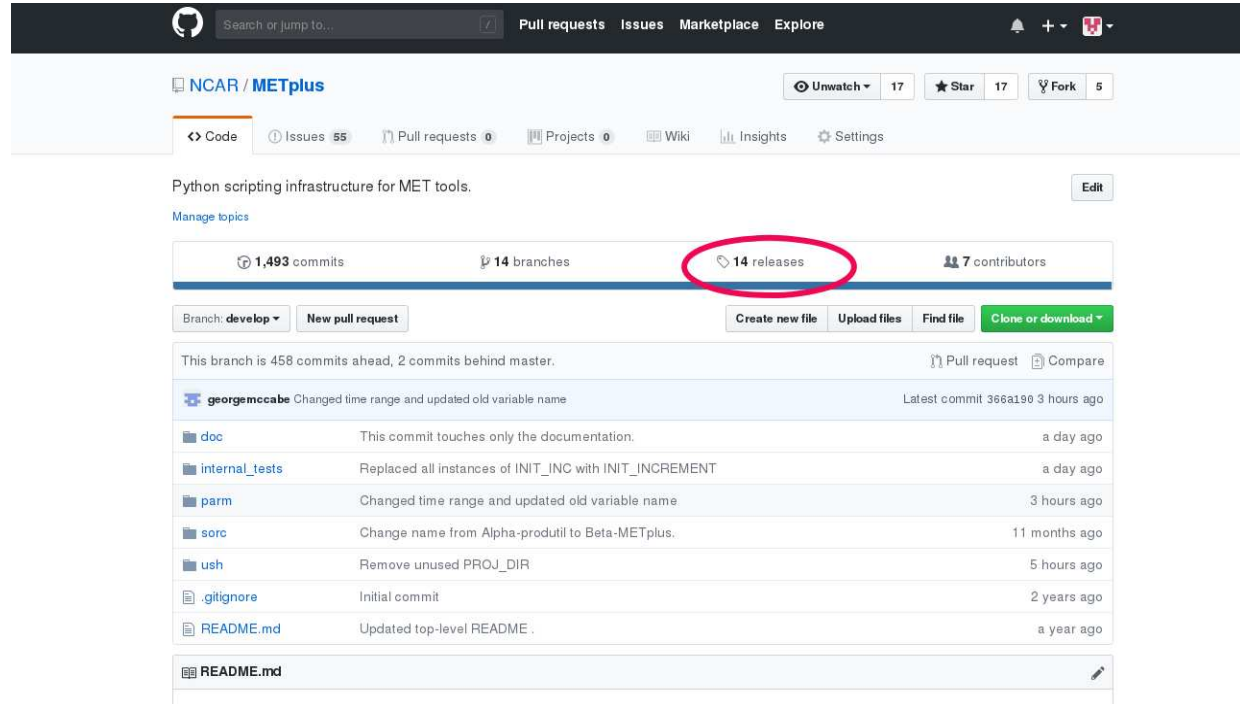 Search or jump to... / Pull requests Issues Marketplace Explore
NCAR / METplus Unwatch 17 Star 17 Fork 5
Code Issues 55 Pull requests 0 Projects 0 Wiki Insights Settings
Python scripting infrastructure for MET tools. Edit
Manage topics
1,493 commits 14 branches 14 releases 7 contributors
Branch: develop New pull request Create new file Upload files Find file Clone or download
This branch is 458 commits ahead, 2 commits behind master. Pull request Compare
georgemccabe Changed time range and updated old variable name Latest commit 366a190 3 hours ago
doc This commit touches only the documentation. a day ago
internal_tests Replaced all instances of INIT_INC with INIT_INCREMENT a day ago
parm Changed time range and updated old variable name 3 hours ago
sorc Change name from Alpha-produtil to Beta-METplus. 11 months ago
ush Remove unused PROJ_DIR 5 hours ago
.gitignore Initial commit 2 years ago
README.md Updated top-level README . a year ago
README.md